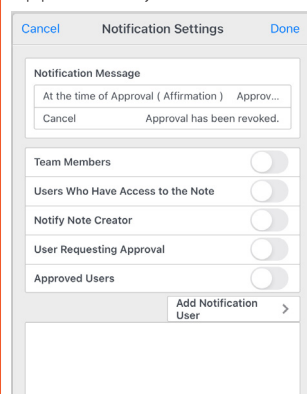 Cancel Notification Settings Done
Notification Message
At the time of Approval ( Affirmation ) Approv...
Cancel Approval has been revoked.
Team Members
Users Who Have Access to the Note
Notify Note Creator
User Requesting Approval
Approved Users
Add Notification
User